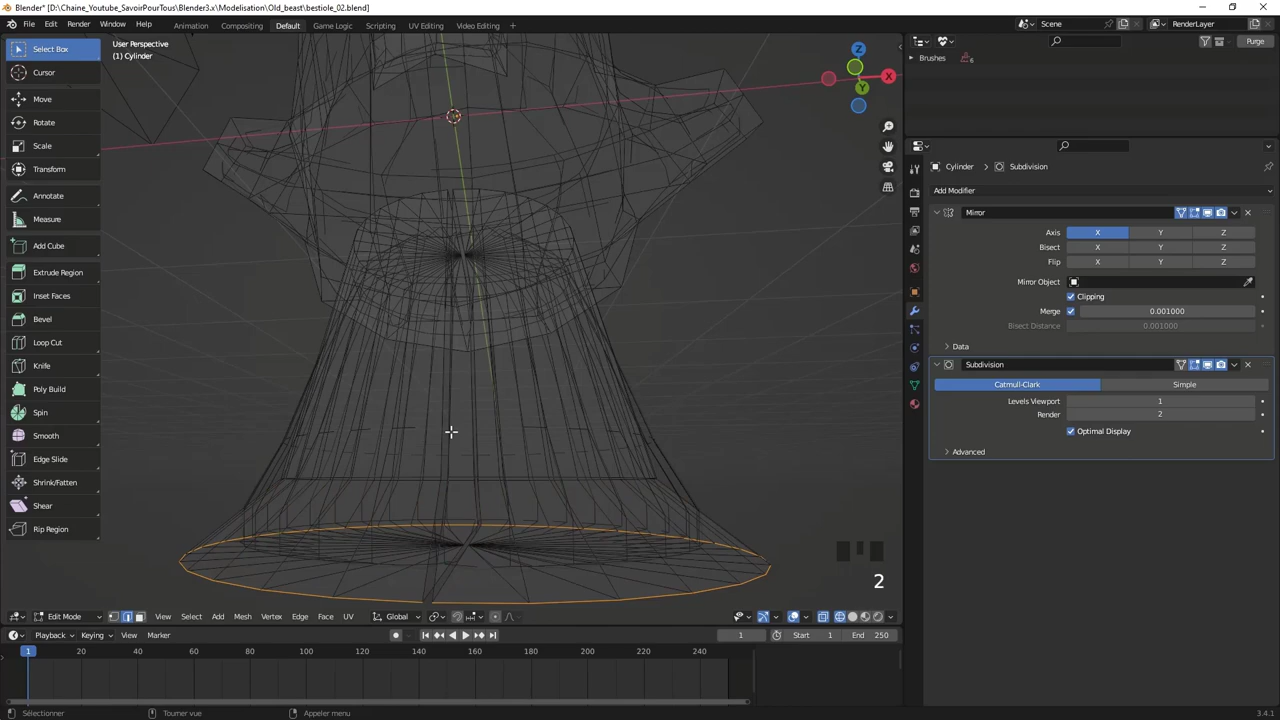 Blender* [D:\Chaine_Youtube_SavoirPourTous\Blender3.x\Modelisation\Old_beast\bestiole_02.blend]
File Edit Render Window Help Animation Compositing Default Scripting UV Editing Video Editing Scene RenderLayer
Select Box
Cursor
Move
Rotate
Scale
Transform
Annotate
Measure
Add Cube
Extrude Region
Inset Faces
Bevel
Loop Cut
Knife
Poly Build
Spin
Smooth
Edge Slide
Shrink/Fatten
Shear
Rip Region
User Perspective
(1) Cylinder
Z
X
Y
2
Purge
Brushes 6
Cylinder Subdivision
Add Modifier
Mirror
Axis X Y Z
Bisect X Y Z
Flip X Y Z
Mirror Object
Clipping
Merge 0.001000
Bisect Distance 0.001000
Data
Subdivision
Catmull-Clark Simple
Levels Viewport 1
Render 2
Optimal Display
Advanced
Edit Mode View Select Add Mesh Vertex Edge Face UV Global
Playback Keying View Marker 1 Start 1 End 250
1 20 40 60 80 100 120 140 160 180 200 220 240
Sélectionner Tourner vue Appeler menu 3.4.1